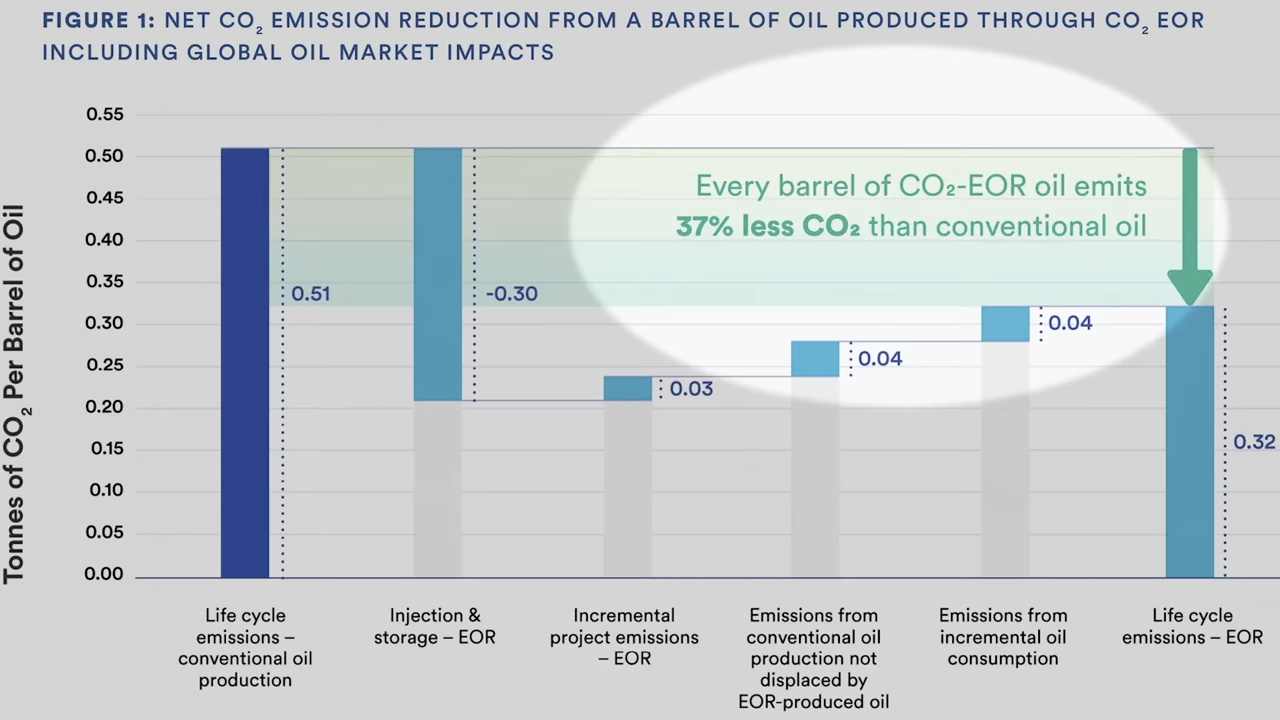 FIGURE 1: NET CO₂ EMISSION REDUCTION FROM A BARREL OF OIL PRODUCED THROUGH CO₂ EOR
INCLUDING GLOBAL OIL MARKET IMPACTS
Tonnes of CO₂ Per Barrel of Oil
0.55
0.50
0.45
0.40
0.35
0.30
0.25
0.20
0.15
0.10
0.05
0.00
Every barrel of CO₂-EOR oil emits
37% less CO₂ than conventional oil
0.51
-0.30
0.03
0.04
0.04
0.32
Life cycle
emissions –
conventional oil
production
Injection &
storage – EOR
Incremental
project emissions
– EOR
Emissions from
conventional oil
production not
displaced by
EOR-produced oil
Emissions from
incremental oil
consumption
Life cycle
emissions – EOR